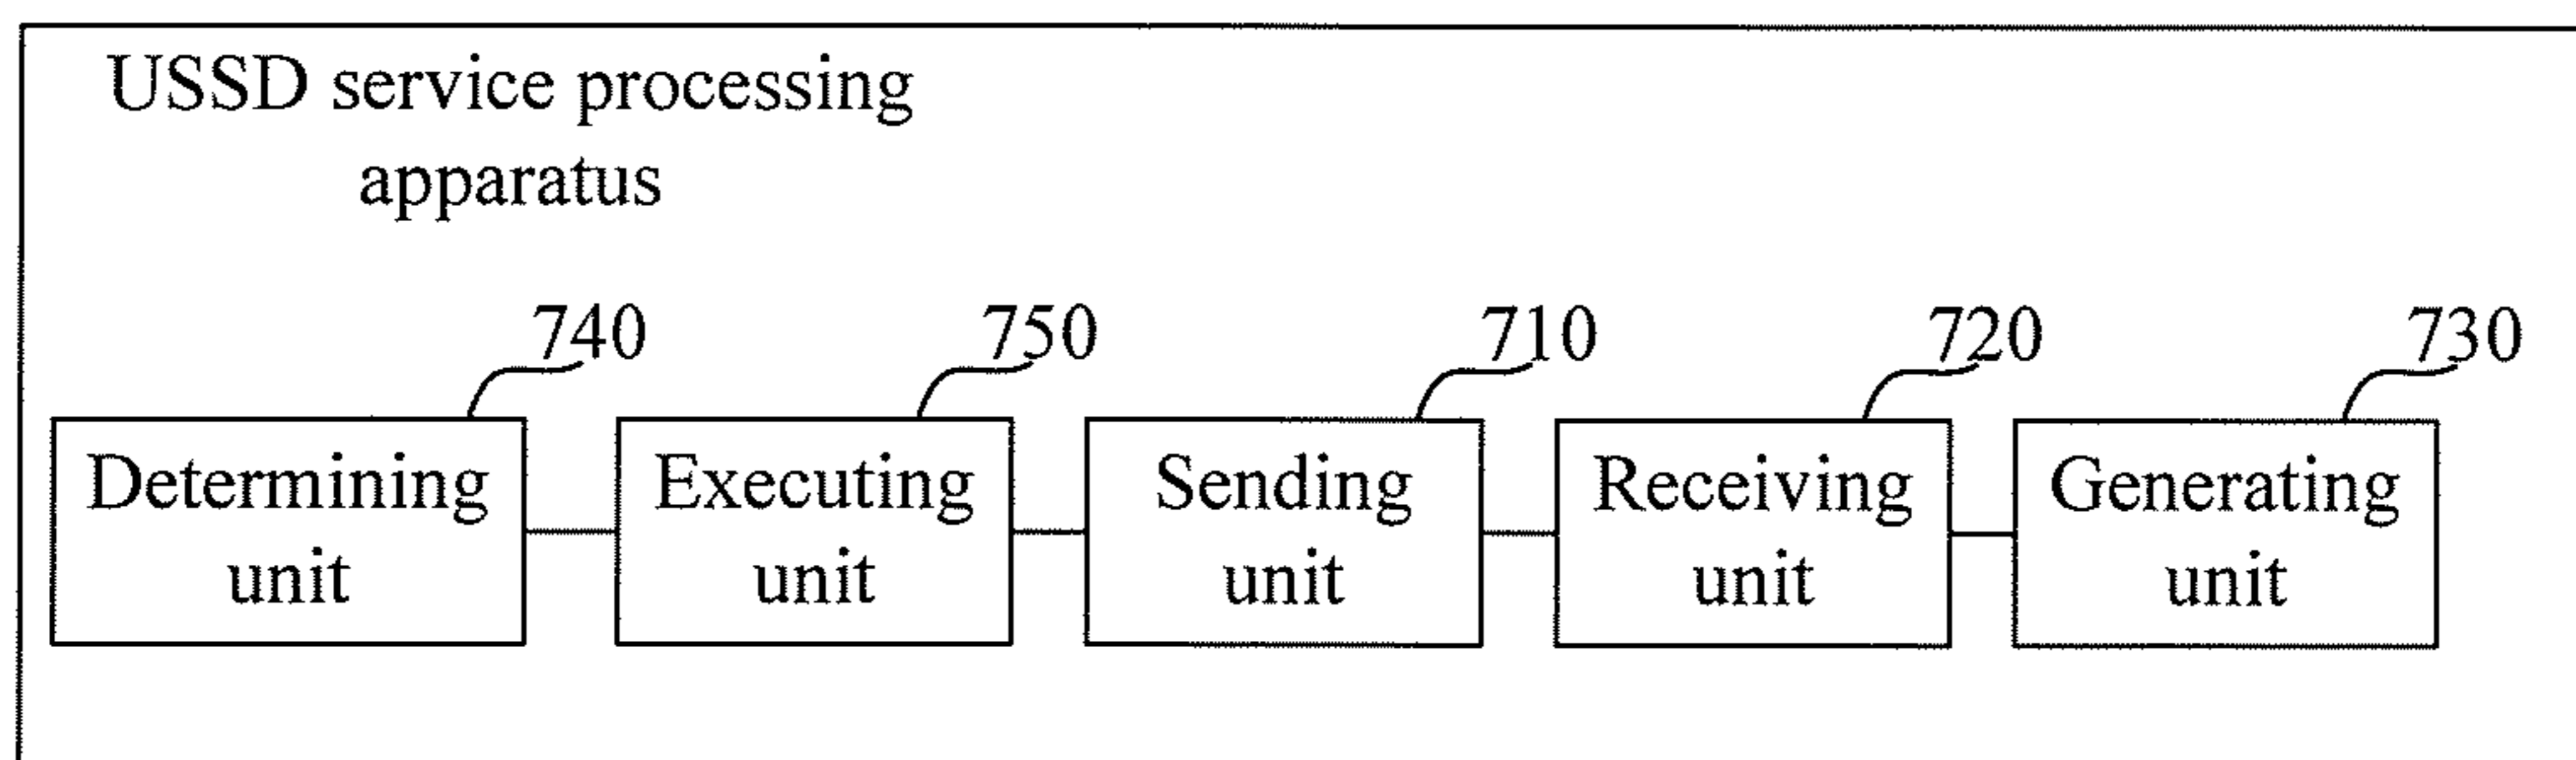 USSD service processing
apparatus
740 750 710 720 730
Determining Executing Sending Receiving Generating
unit unit unit unit unit